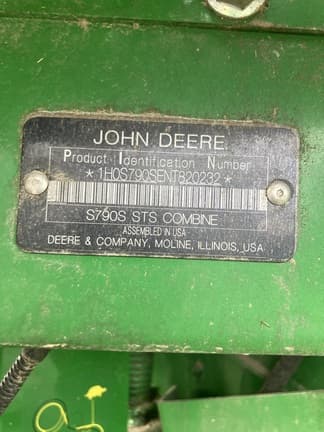 JOHN DEERE
Product Identification Number
*1H0S790SENT820232*
S790S STS COMBINE
ASSEMBLED IN USA
DEERE & COMPANY, MOLINE, ILLINOIS, USA